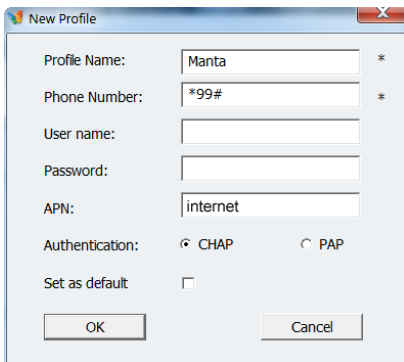 New Profile
Profile Name: Manta *
Phone Number: *99# *
User name:
Password:
APN: internet
Authentication: CHAP PAP
Set as default
OK Cancel